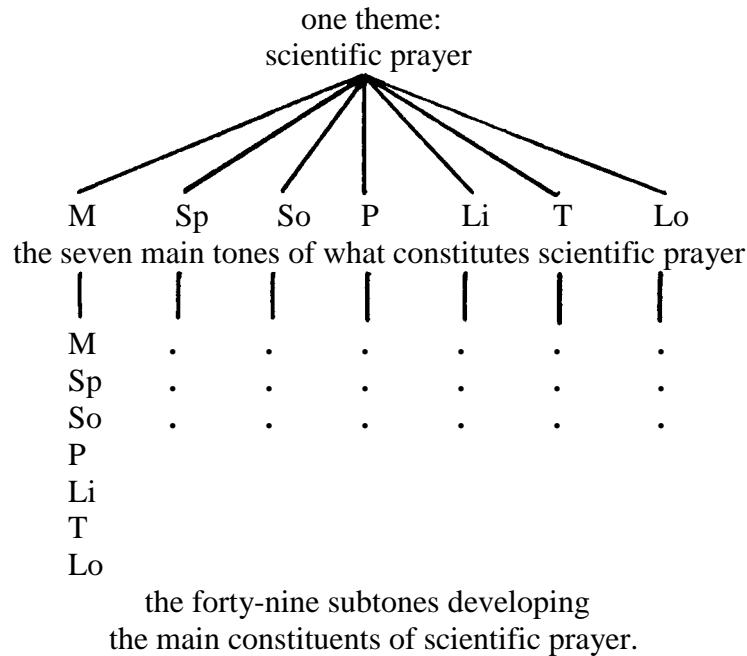 one theme:
scientific prayer
M Sp So P Li T Lo
the seven main tones of what constitutes scientific prayer
M . . . . . .
Sp . . . . . .
So . . . . . .
P
Li
T
Lo
the forty-nine subtones developing
the main constituents of scientific prayer.